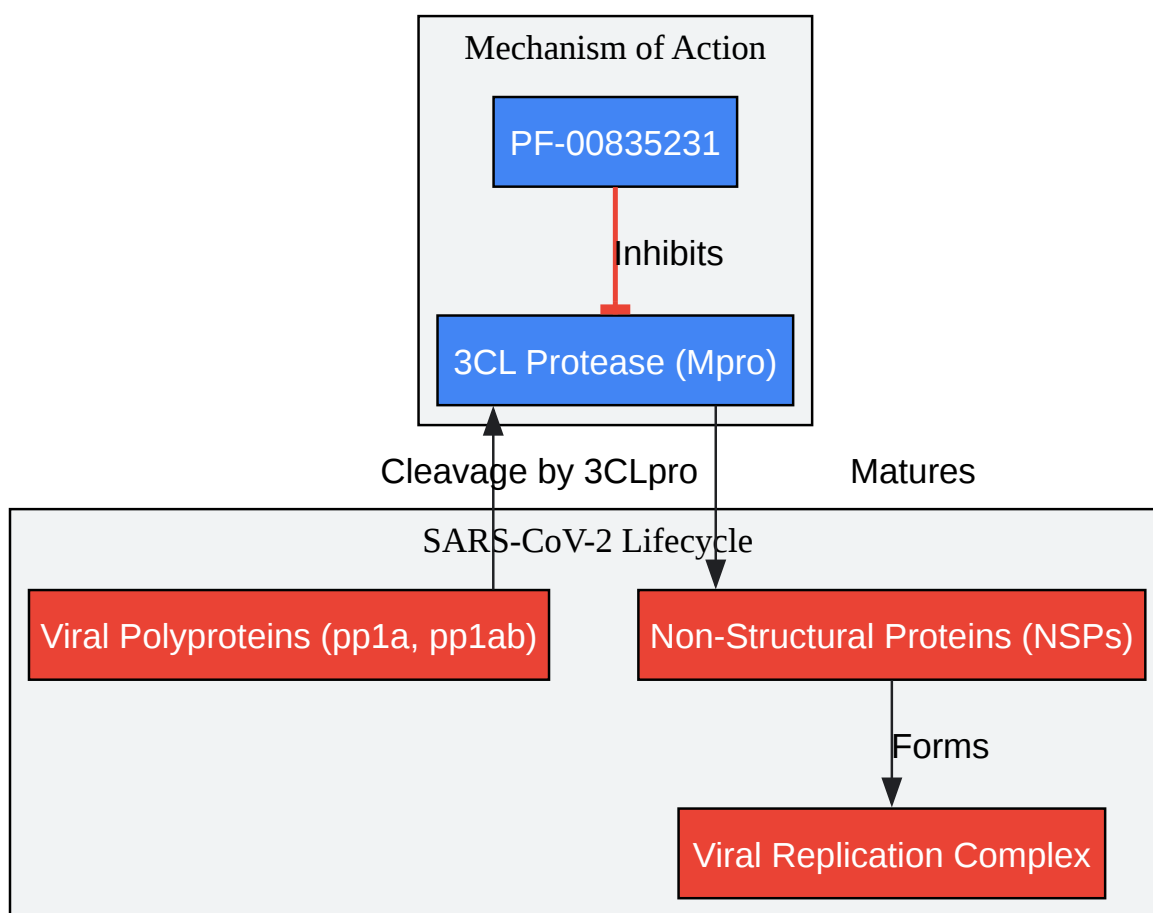 Mechanism of Action
PF-00835231
Inhibits
3CL Protease (Mpro)
Cleavage by 3CLpro
Matures
SARS-CoV-2 Lifecycle
Viral Polyproteins (pp1a, pp1ab)
Non-Structural Proteins (NSPs)
Forms
Viral Replication Complex